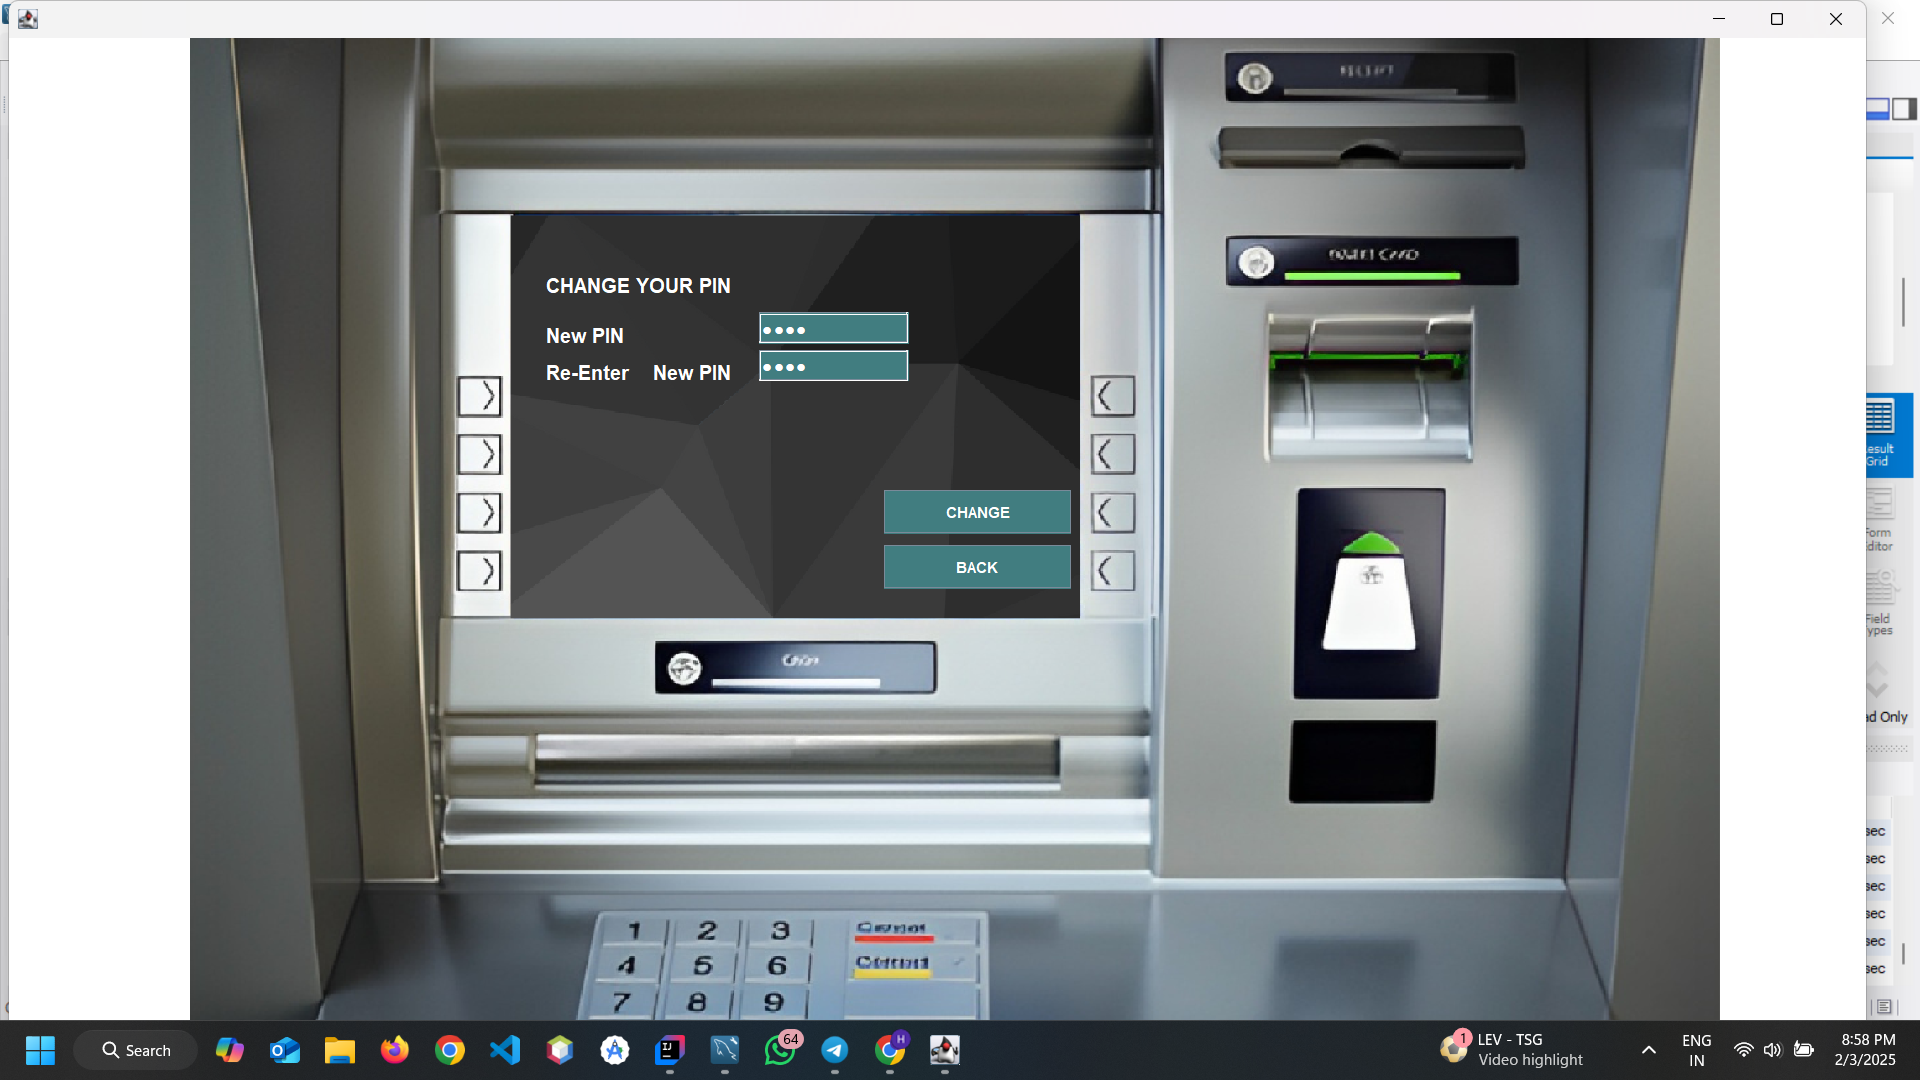 CHANGE YOUR PIN
New PIN
●●●●
Re-Enter New PIN
●●●●
CHANGE
BACK
1 2 3
4 5 6
7 8 9
esult
Grid
Form
ditor
Field
ypes
ad Only
sec
sec
sec
sec
sec
sec
Search
64
H
1
LEV - TSG
Video highlight
ENG
IN
8:58 PM
2/3/2025